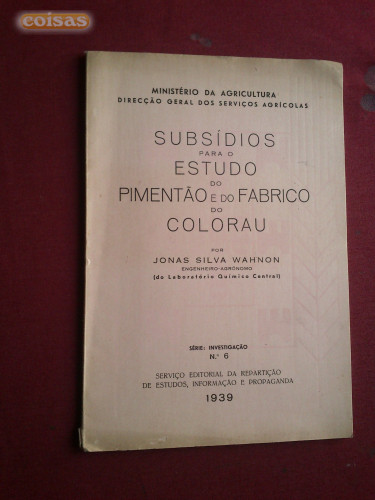 coisas
MINISTÉRIO DA AGRICULTURA
DIRECÇÃO GERAL DOS SERVIÇOS AGRÍCOLAS
SUBSÍDIOS
PARA O
ESTUDO
DO
PIMENTÃO E DO FABRICO
DO
COLORAU
POR
JONAS SILVA WAHNON
ENGENHEIRO-AGRÓNOMO
(do Laboratório Químico Central)
SÉRIE: INVESTIGAÇÃO
N.º 6
SERVIÇO EDITORIAL DA REPARTIÇÃO
DE ESTUDOS, INFORMAÇÃO E PROPAGANDA
1939